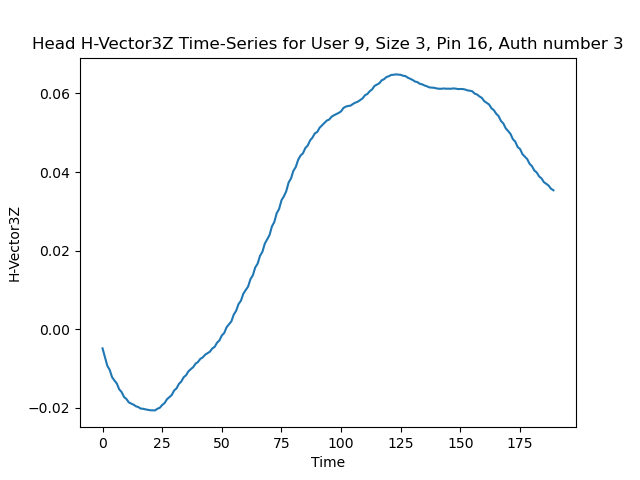 Head H-Vector3Z Time-Series for User 9, Size 3, Pin 16, Auth number 3
0.06
0.04
0.02
0.00
−0.02
H-Vector3Z
0 25 50 75 100 125 150 175
Time